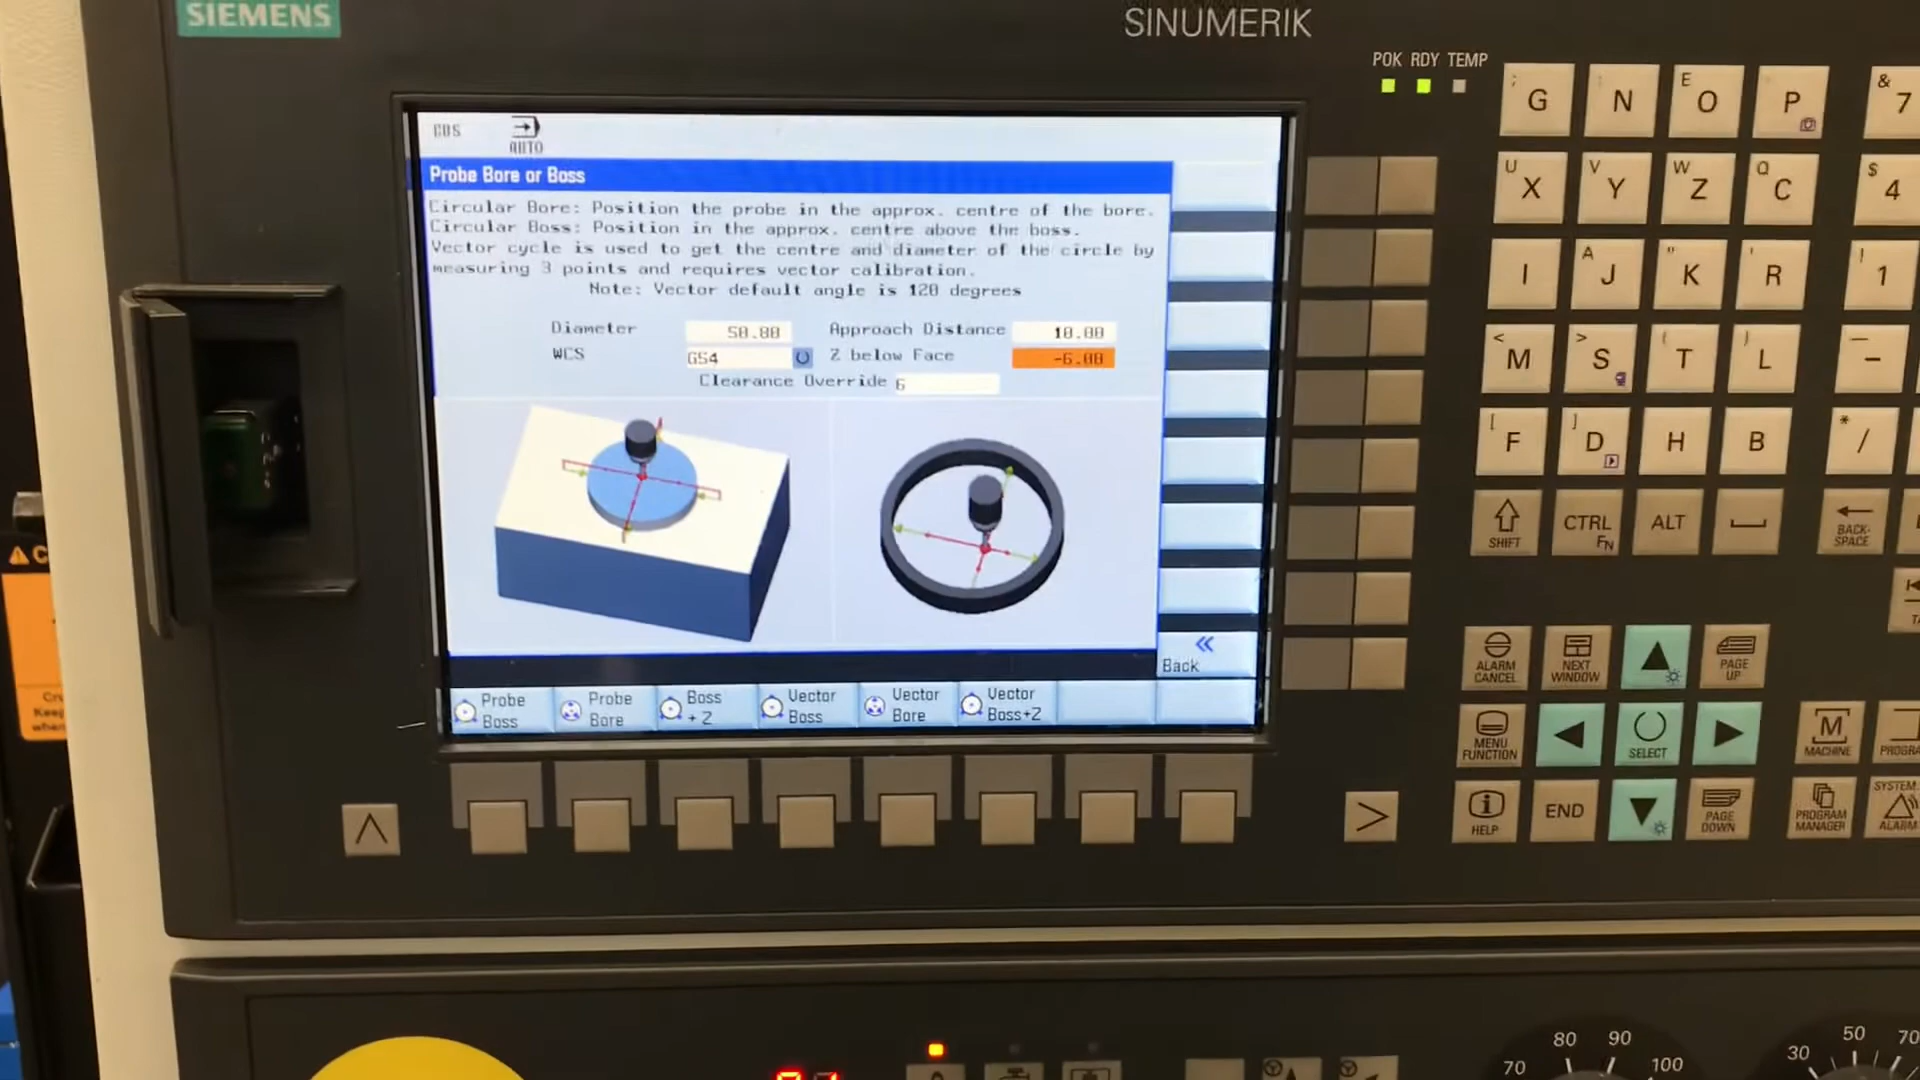 SIEMENS
SINUMERIK
POK RDY TEMP
AUTO
Probe Bore or Boss
Circular Bore: Position the probe in the approx. centre of the bore.
Circular Boss: Position in the approx. centre above the boss.
Vector cycle is used to get the centre and diameter of the circle by
measuring 3 points and requires vector calibration.
Note: Vector default angle is 120 degrees
Diameter 50.80 Approach Distance 10.00
WCS G54 Z below Face -6.00
Clearance Override 6
Back
Probe Boss
Probe Bore
Boss + Z
Vector Boss
Vector Bore
Vector Boss+Z
; G : N E O P & 7
U X V Y W Z Q C $ 4
I A J " K ' R ! 1
< M > S ( T ) L — -
[ F ] D H B * /
SHIFT CTRL FN ALT BACK-SPACE
ALARM CANCEL NEXT WINDOW PAGE UP
MENU FUNCTION SELECT M MACHINE
HELP END PAGE DOWN PROGRAM MANAGER SYSTEM ALARM
70 80 90 100
30 50 70